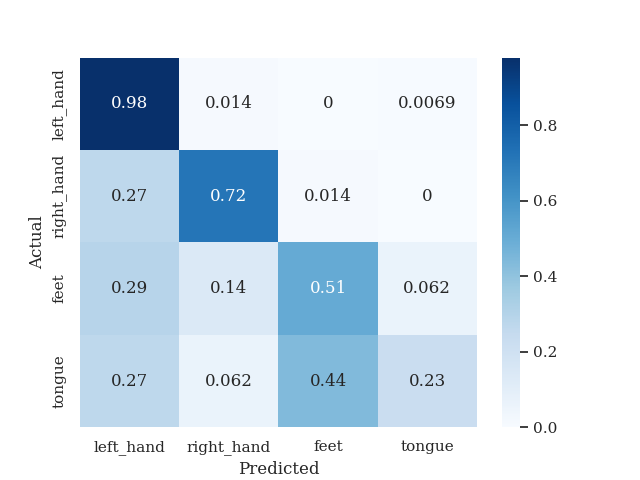 left_hand
0.98
0.014
0
0.0069
right_hand
0.27
0.72
0.014
0
feet
0.29
0.14
0.51
0.062
tongue
0.27
0.062
0.44
0.23
Actual
left_hand
right_hand
feet
tongue
Predicted
0.8
0.6
0.4
0.2
0.0